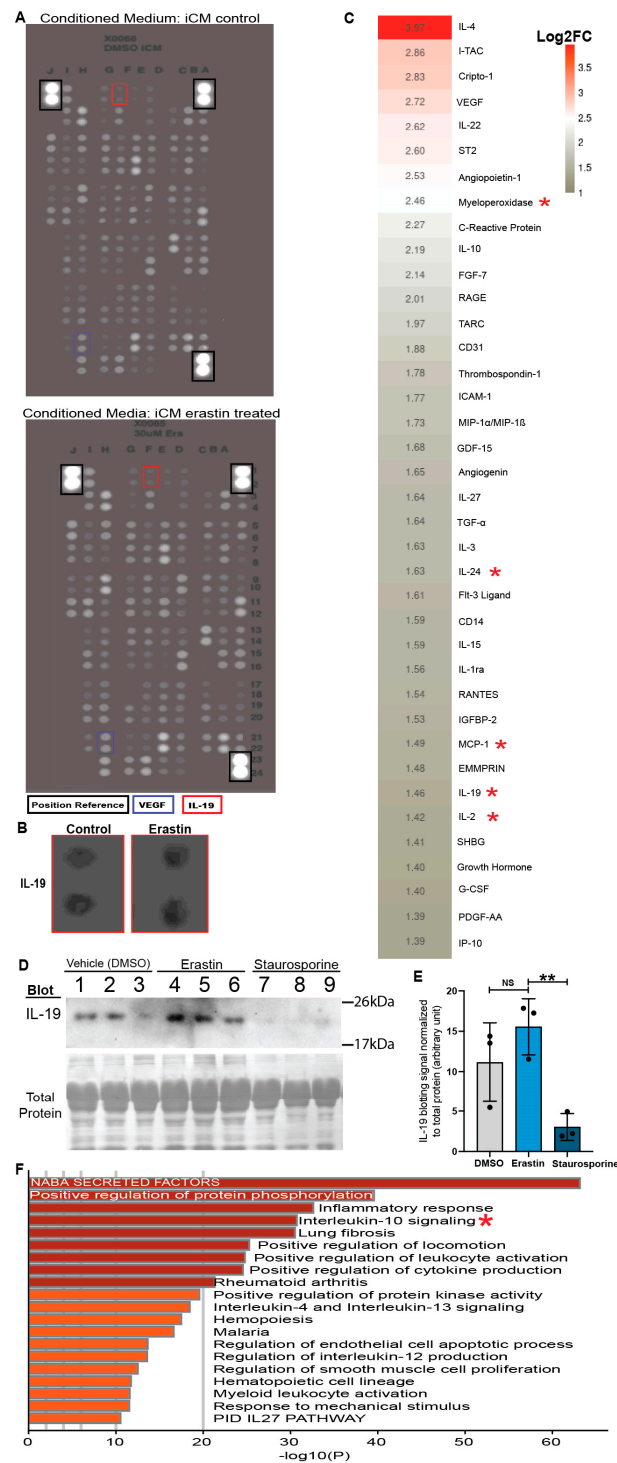 A
Conditioned Medium: iCM control
X0066
DMSO iCM
J I H G F E D C B A
Conditioned Media: iCM erastin treated
X0065
30uM Era
J I H G F E D C B A
1
2
3
4
5
6
7
8
9
10
11
12
13
14
15
16
17
18
19
20
21
22
23
24
Position Reference VEGF IL-19
B
Control Erastin
IL-19
C
Log2FC
3.5
3
2.5
2
1.5
1
3.97 IL-4
2.86 I-TAC
2.83 Cripto-1
2.72 VEGF
2.62 IL-22
2.60 ST2
2.53 Angiopoietin-1
2.46 Myeloperoxidase *
2.27 C-Reactive Protein
2.19 IL-10
2.14 FGF-7
2.01 RAGE
1.97 TARC
1.88 CD31
1.78 Thrombospondin-1
1.77 ICAM-1
1.73 MIP-1α/MIP-1ß
1.68 GDF-15
1.65 Angiogenin
1.64 IL-27
1.64 TGF-α
1.63 IL-3
1.63 IL-24 *
1.61 Flt-3 Ligand
1.59 CD14
1.59 IL-15
1.56 IL-1ra
1.54 RANTES
1.53 IGFBP-2
1.49 MCP-1 *
1.48 EMMPRIN
1.46 IL-19 *
1.42 IL-2 *
1.41 SHBG
1.40 Growth Hormone
1.40 G-CSF
1.39 PDGF-AA
1.39 IP-10
D
Vehicle (DMSO) Erastin Staurosporine
Blot 1 2 3 4 5 6 7 8 9
IL-19
26kDa
17kDa
Total
Protein
E
IL-19 blotting signal normalized
to total protein (arbitrary unit)
20
15
10
5
0
NS **
DMSO Erastin Staurosporine
F
NABA SECRETED FACTORS
Positive regulation of protein phosphorylation
Inflammatory response
Interleukin-10 signaling *
Lung fibrosis
Positive regulation of locomotion
Positive regulation of leukocyte activation
Positive regulation of cytokine production
Rheumatoid arthritis
Positive regulation of protein kinase activity
Interleukin-4 and Interleukin-13 signaling
Hemopoiesis
Malaria
Regulation of endothelial cell apoptotic process
Regulation of interleukin-12 production
Regulation of smooth muscle cell proliferation
Hematopoietic cell lineage
Myeloid leukocyte activation
Response to mechanical stimulus
PID IL27 PATHWAY
0 10 20 30 40 50 60
-log10(P)